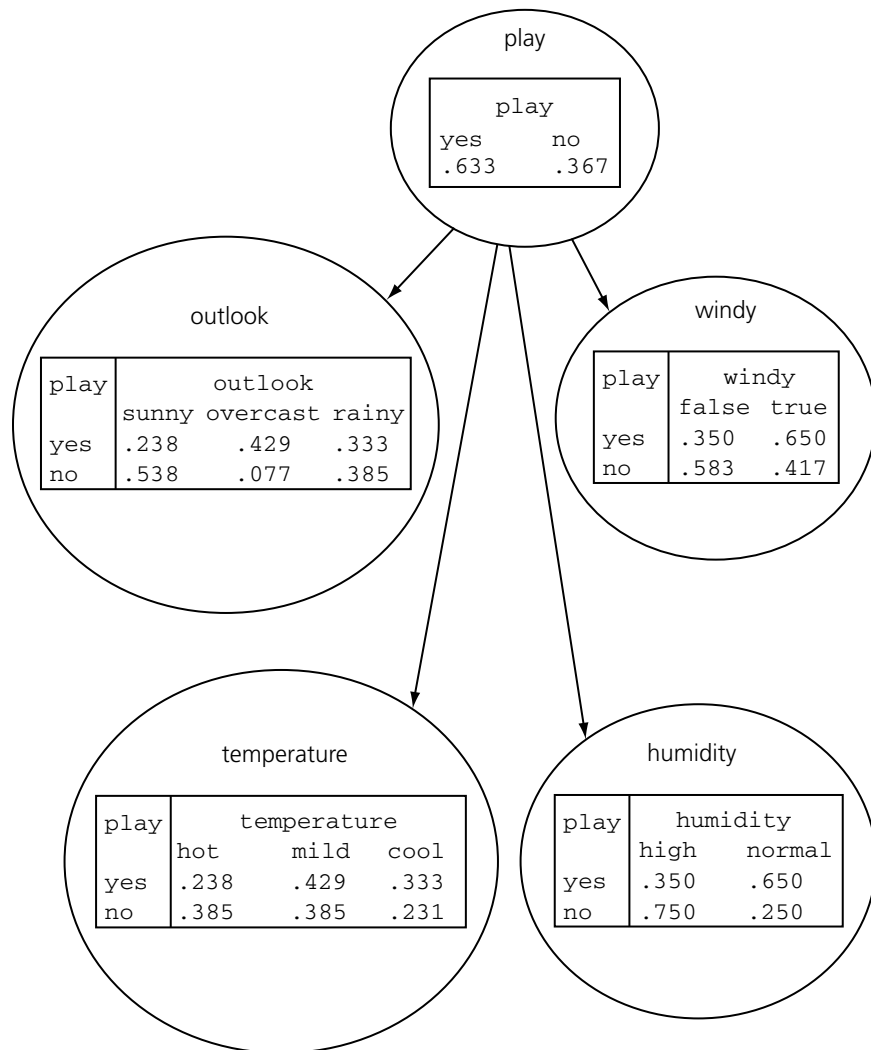 play
play
yes no
.633 .367
outlook
play outlook
sunny overcast rainy
yes .238 .429 .333
no .538 .077 .385
windy
play windy
false true
yes .350 .650
no .583 .417
temperature
play temperature
hot mild cool
yes .238 .429 .333
no .385 .385 .231
humidity
play humidity
high normal
yes .350 .650
no .750 .250